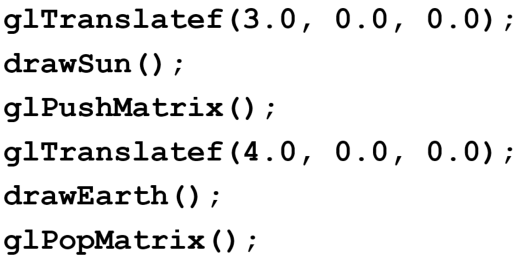 glTranslatef(3.0, 0.0, 0.0);
drawSun();
glPushMatrix();
glTranslatef(4.0, 0.0, 0.0);
drawEarth();
glPopMatrix();